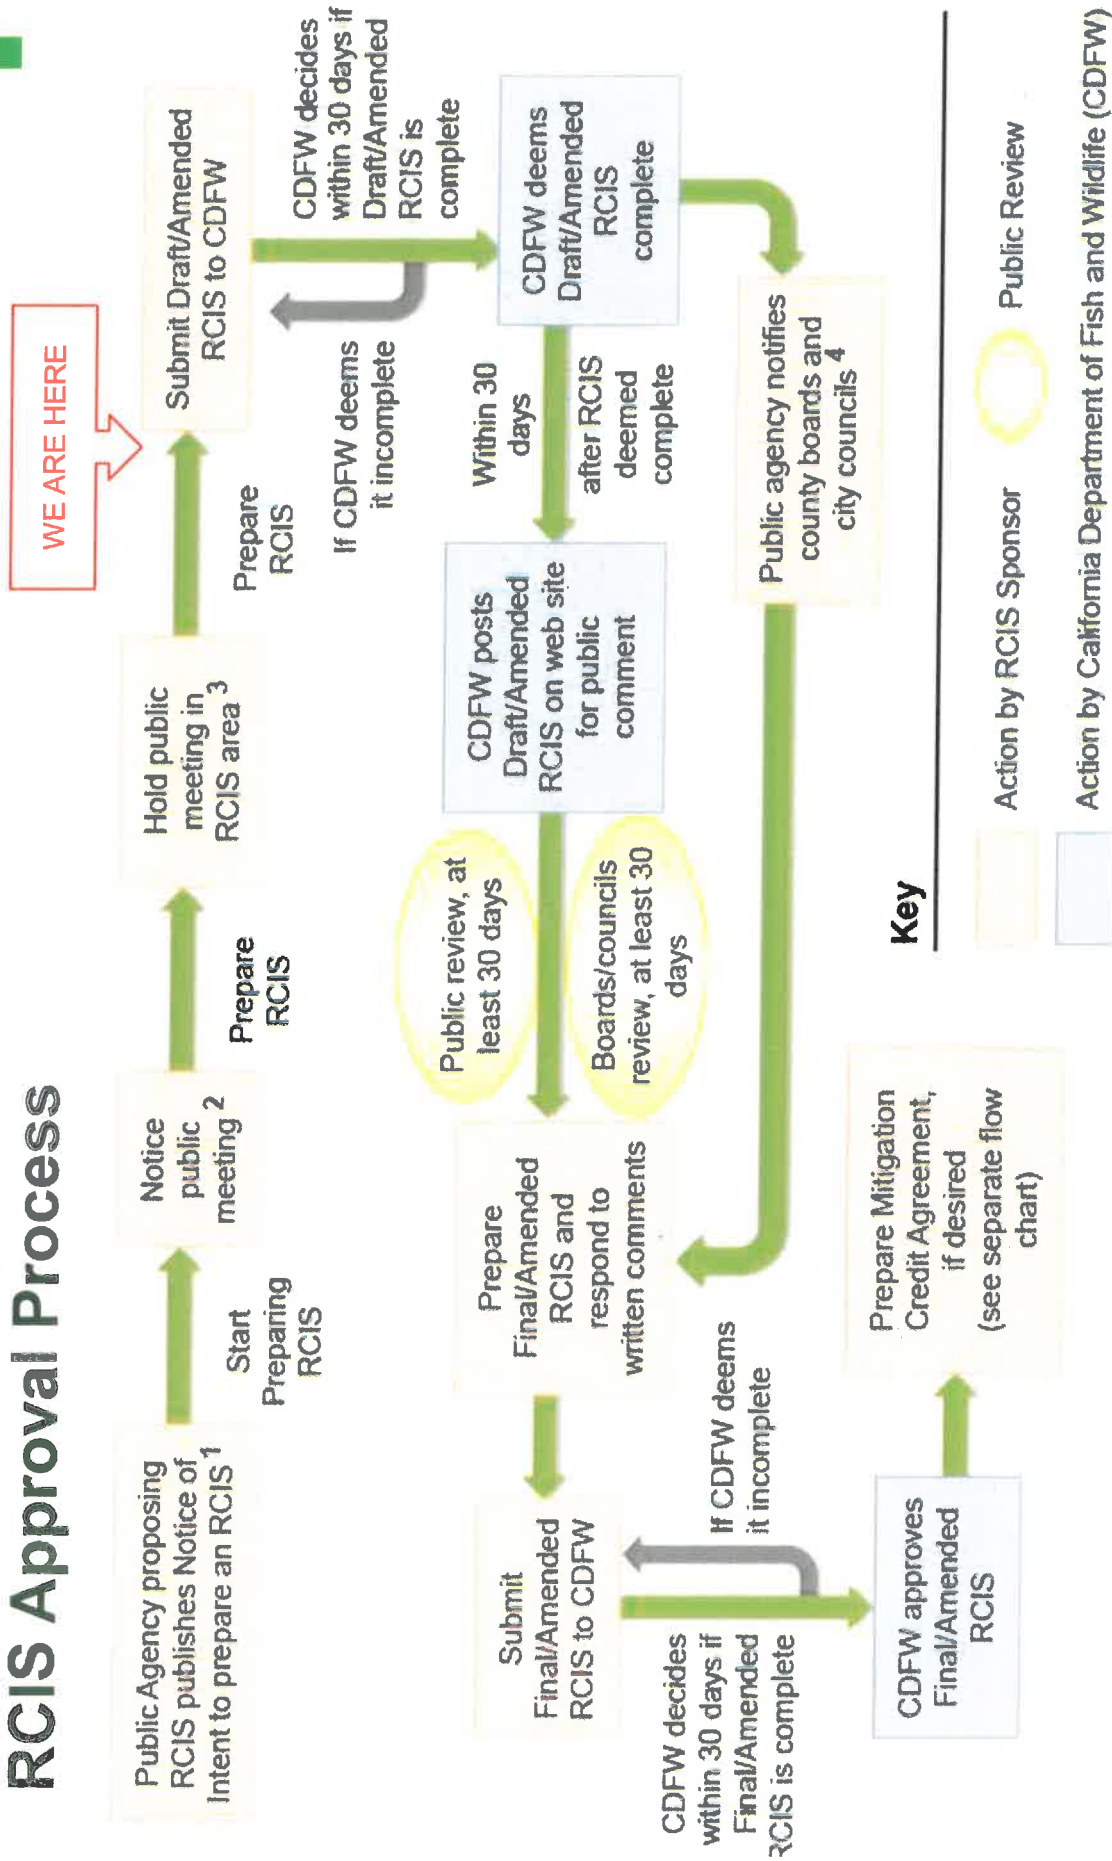 RCIS Approval Process
WE ARE HERE
Public Agency proposing
RCIS publishes Notice of
Intent to prepare an RCIS 1
Start
Preparing
RCIS
Notice
public
meeting 2
Prepare
RCIS
Hold public
meeting in
RCIS area 3
Prepare
RCIS
Submit Draft/Amended
RCIS to CDFW
CDFW decides
within 30 days if
Draft/Amended
RCIS is
complete
If CDFW deems
it incomplete
CDFW deems
Draft/Amended
RCIS
complete
Within 30
days
after RCIS
deemed
complete
CDFW posts
Draft/Amended
RCIS on web site
for public
comment
Public review, at
least 30 days
Boards/councils
review, at least 30
days
Public agency notifies
county boards and
city councils 4
Prepare
Final/Amended
RCIS and
respond to
written comments
Submit
Final/Amended
RCIS to CDFW
CDFW decides
within 30 days if
Final/Amended
RCIS is complete
If CDFW deems
it incomplete
CDFW approves
Final/Amended
RCIS
Prepare Mitigation
Credit Agreement,
if desired
(see separate flow
chart)
Key
Action by RCIS Sponsor
Public Review
Action by California Department of Fish and Wildlife (CDFW)